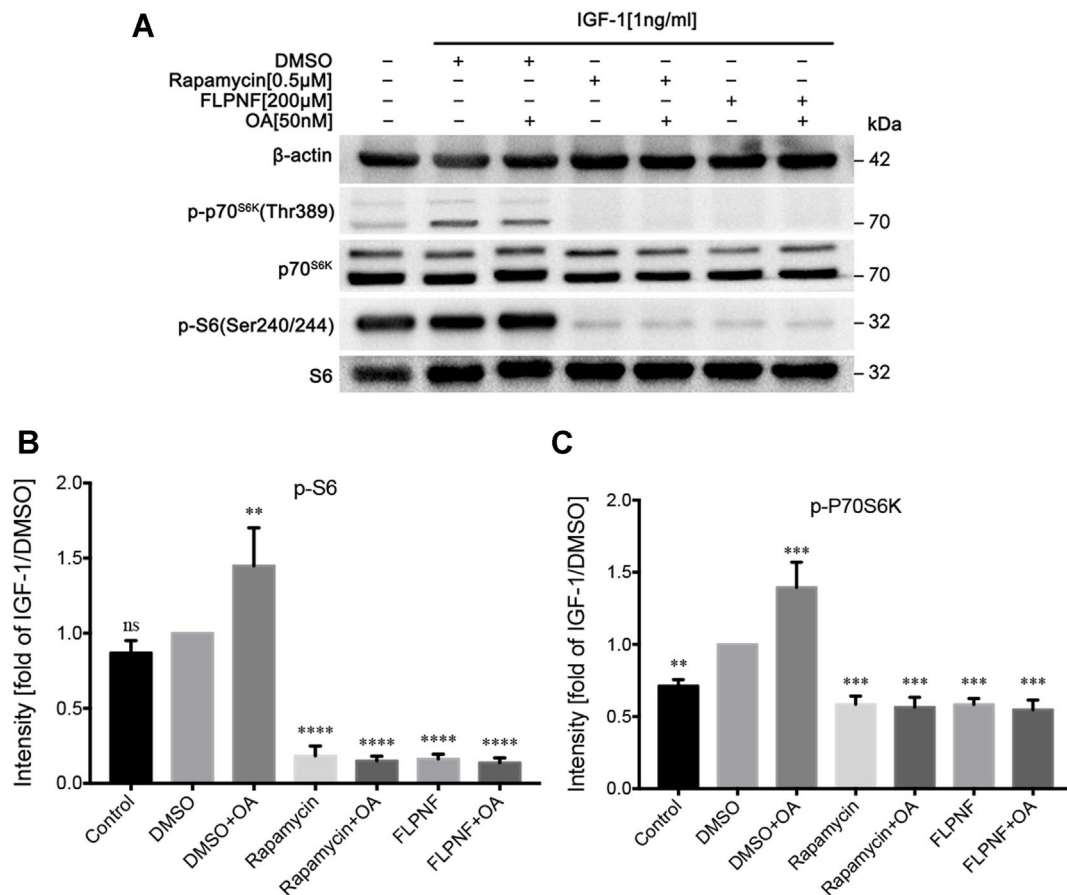 A
IGF-1[1ng/ml]
DMSO − + + − − − −
Rapamycin[0.5μM] − − − + + − −
FLPNF[200μM] − − − − − + +
OA[50nM] − − + − + − + kDa
β-actin − 42
p-p70S6K(Thr389) − 70
p70S6K − 70
p-S6(Ser240/244) − 32
S6 − 32
B
p-S6
Intensity [fold of IGF-1/DMSO]
2.0
1.5
1.0
0.5
0.0
ns
**
****
****
****
****
Control
DMSO
DMSO+OA
Rapamycin
Rapamycin+OA
FLPNF
FLPNF+OA
C
p-P70S6K
Intensity [fold of IGF-1/DMSO]
2.0
1.5
1.0
0.5
0.0
**
***
***
***
***
***
Control
DMSO
DMSO+OA
Rapamycin
Rapamycin+OA
FLPNF
FLPNF+OA